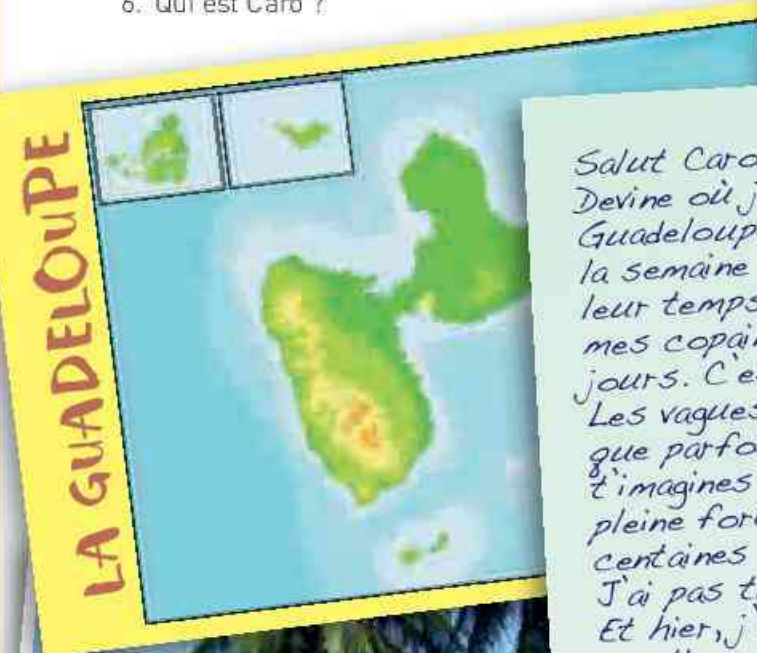 6. Qui est Caro ?
LA GUADELOUPE
Salut Caro
Devine où j
Guadeloup
la semaine
leur temps
mes copain
jours. C'es
Les vagues
que parfo
t'imagines
pleine for
centaines
J'ai pas t
Et hier, j